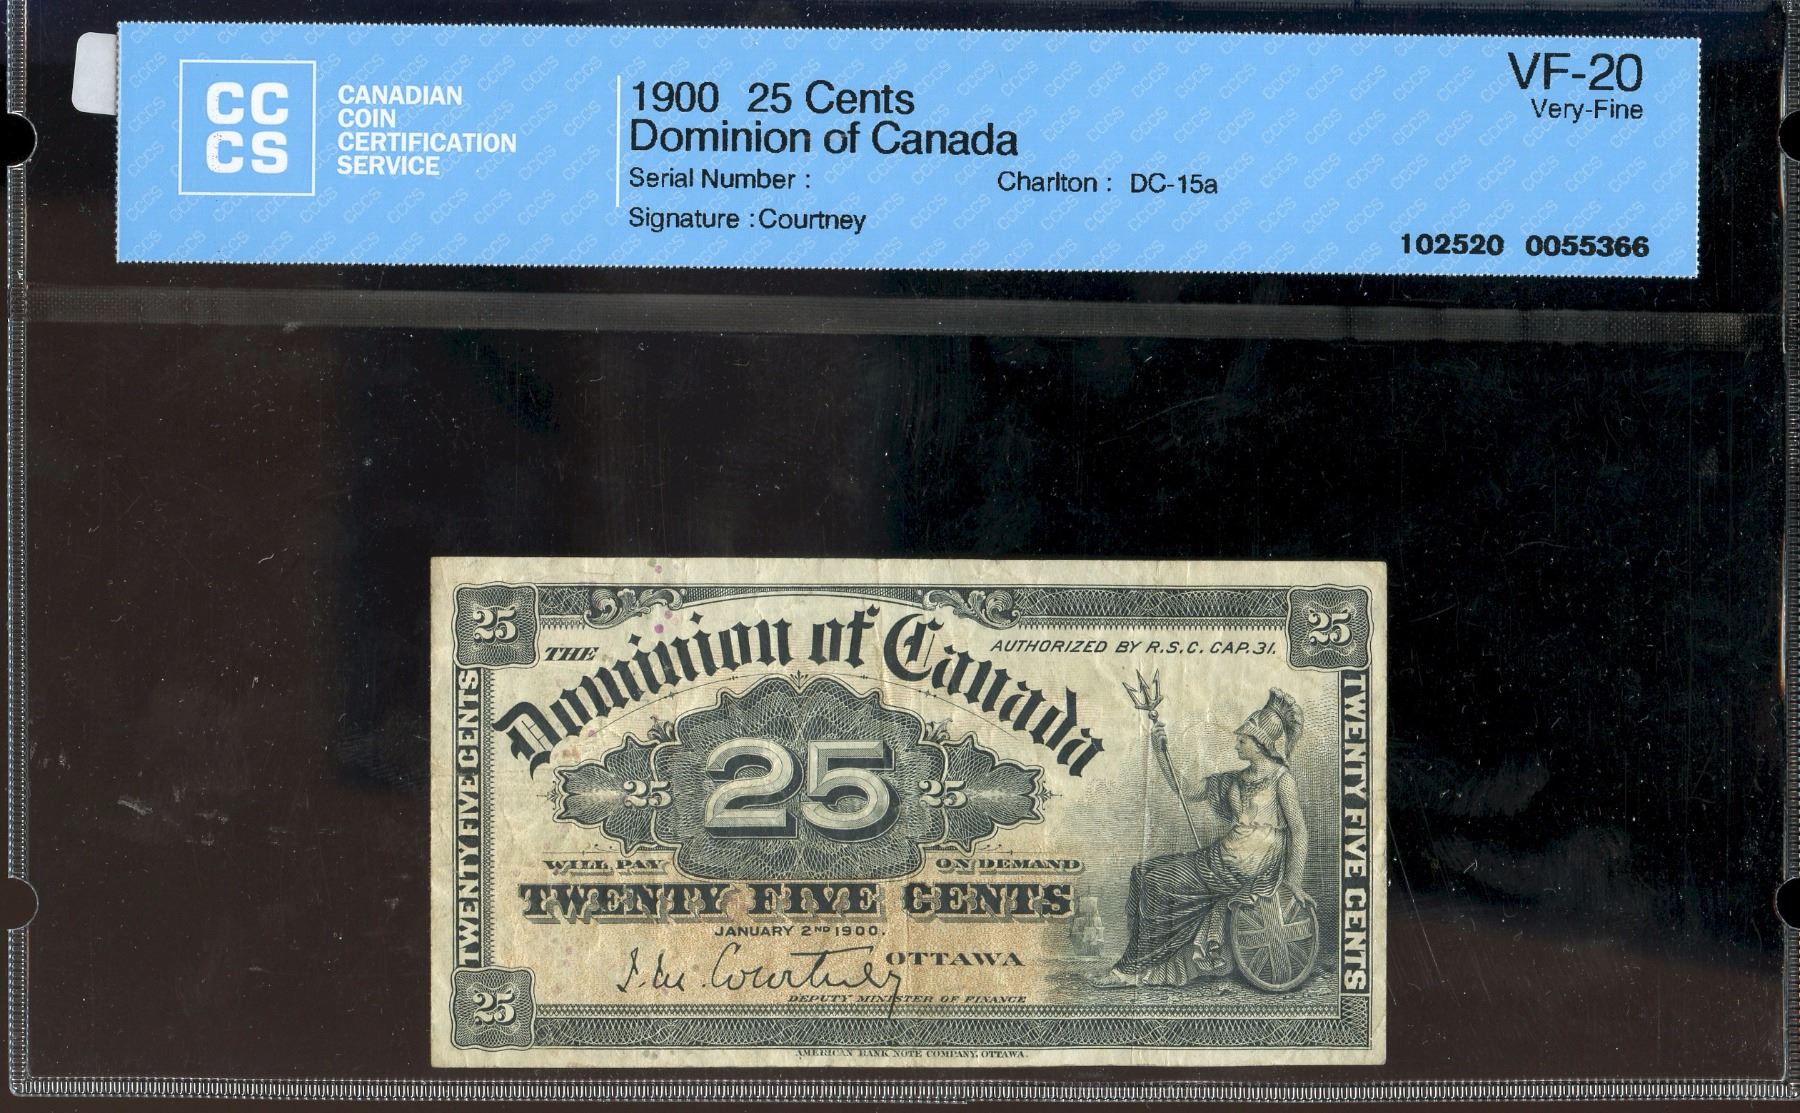 CC
CS
CANADIAN
COIN
CERTIFICATION
SERVICE
1900 25 Cents
Dominion of Canada
Serial Number :
Charlton : DC-15a
Signature :Courtney
VF-20
Very-Fine
102520 0055366
25
25
THE
Dominion of Canada
AUTHORIZED BY R.S.C. CAP. 31.
TWENTY FIVE CENTS
25
25
25
TWENTY FIVE CENTS
WILL PAY
ON DEMAND
TWENTY FIVE CENTS
JANUARY 2ND 1900.
OTTAWA
J. M. Courtney
DEPUTY MINISTER OF FINANCE
25
AMERICAN BANK NOTE COMPANY, OTTAWA.